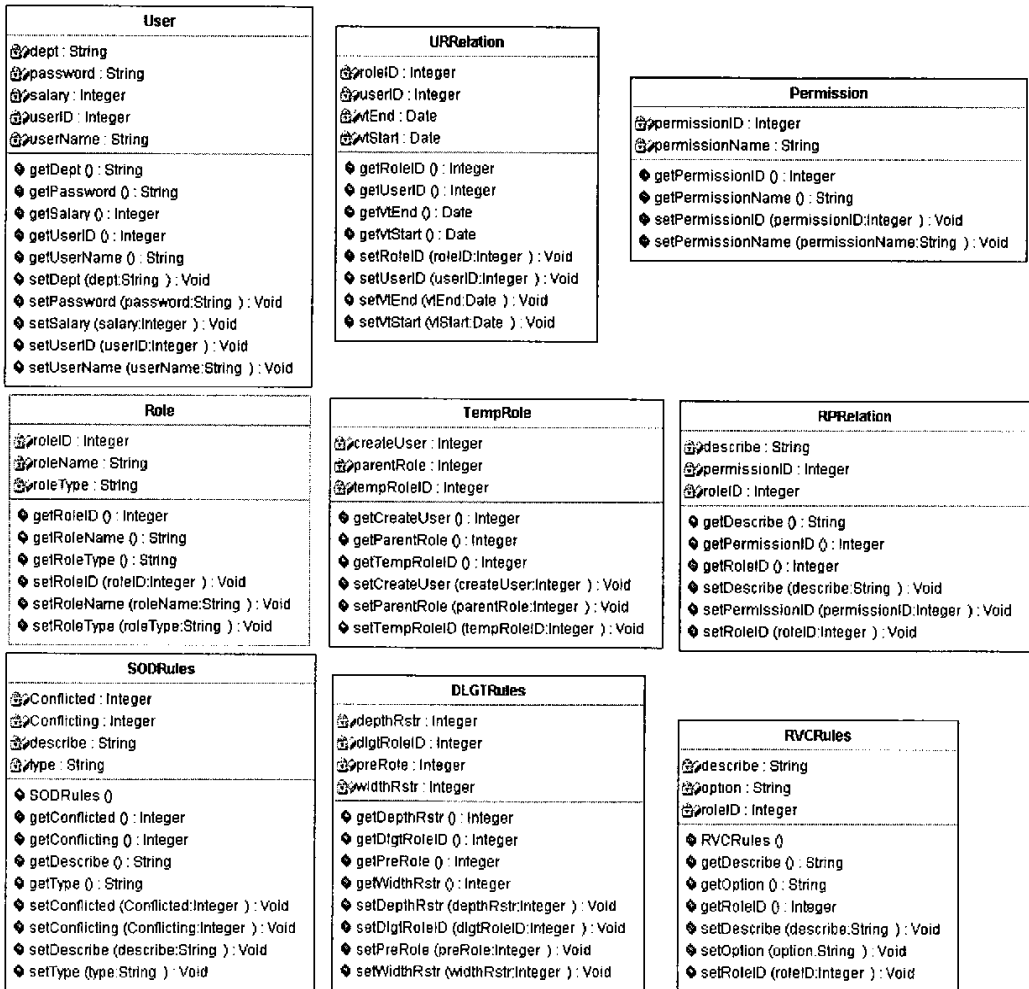 User
dept : String
password : String
salary : Integer
userID : Integer
userName : String
getDept () : String
getPassword () : String
getSalary () : Integer
getUserID () : Integer
getUserName () : String
setDept (dept:String ) : Void
setPassword (password:String ) : Void
setSalary (salary:Integer ) : Void
setUserID (userID:Integer ) : Void
setUserName (userName:String ) : Void
URRelation
roleID : Integer
userID : Integer
vtEnd : Date
vtStart : Date
getRoleID () : Integer
getUserID () : Integer
getVtEnd () : Date
getVtStart () : Date
setRoleID (roleID:Integer ) : Void
setUserID (userID:Integer ) : Void
setVtEnd (vtEnd:Date ) : Void
setVtStart (vtStart:Date ) : Void
Permission
permissionID : Integer
permissionName : String
getPermissionID () : Integer
getPermissionName () : String
setPermissionID (permissionID:Integer ) : Void
setPermissionName (permissionName:String ) : Void
Role
roleID : Integer
roleName : String
roleType : String
getRoleID () : Integer
getRoleName () : String
getRoleType () : String
setRoleID (roleID:Integer ) : Void
setRoleName (roleName:String ) : Void
setRoleType (roleType:String ) : Void
TempRole
createUser : Integer
parentRole : Integer
tempRoleID : Integer
getCreateUser () : Integer
getParentRole () : Integer
getTempRoleID () : Integer
setCreateUser (createUser:Integer ) : Void
setParentRole (parentRole:Integer ) : Void
setTempRoleID (tempRoleID:Integer ) : Void
RPRelation
describe : String
permissionID : Integer
roleID : Integer
getDescribe () : String
getPermissionID () : Integer
getRoleID () : Integer
setDescribe (describe:String ) : Void
setPermissionID (permissionID:Integer ) : Void
setRoleID (roleID:Integer ) : Void
SODRules
Conflicted : Integer
Conflicting : Integer
describe : String
type : String
SODRules ()
getConflicted () : Integer
getConflicting () : Integer
getDescribe () : String
getType () : String
setConflicted (Conflicted:Integer ) : Void
setConflicting (Conflicting:Integer ) : Void
setDescribe (describe:String ) : Void
setType (type:String ) : Void
DLGTRules
depthRstr : Integer
dlgtRoleID : Integer
preRole : Integer
widthRstr : Integer
getDepthRstr () : Integer
getDlgtRoleID () : Integer
getPreRole () : Integer
getWidthRstr () : Integer
setDepthRstr (depthRstr:Integer ) : Void
setDlgtRoleID (dlgtRoleID:Integer ) : Void
setPreRole (preRole:Integer ) : Void
setWidthRstr (widthRstr:Integer ) : Void
RVCRules
describe : String
option : String
roleID : Integer
RVCRules ()
getDescribe () : String
getOption () : String
getRoleID () : Integer
setDescribe (describe:String ) : Void
setOption (option:String ) : Void
setRoleID (roleID:Integer ) : Void